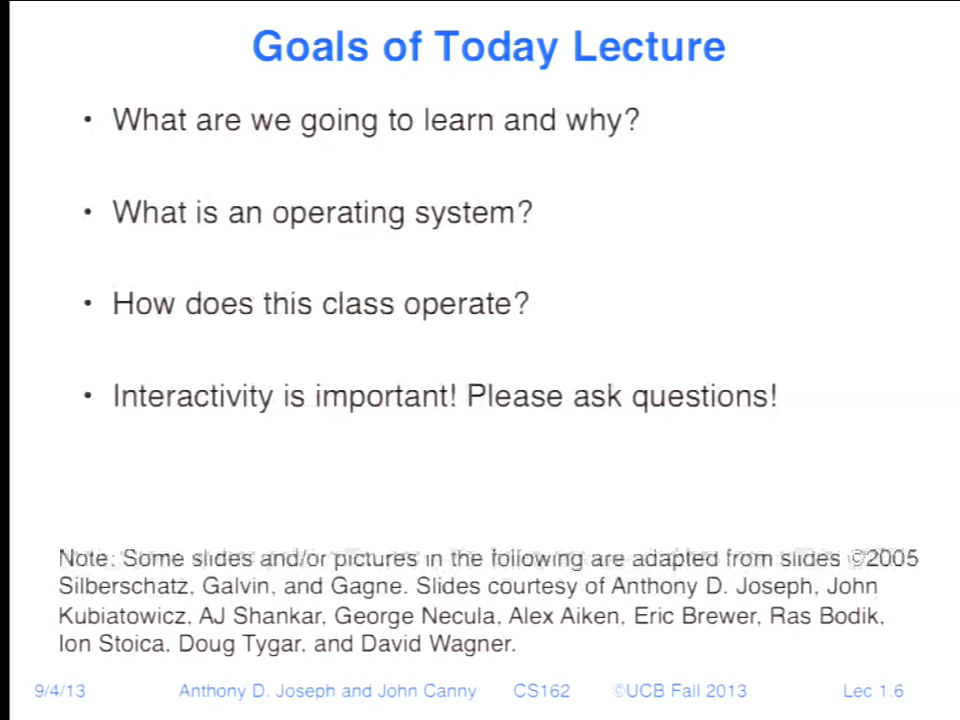 Goals of Today Lecture
• What are we going to learn and why?
• What is an operating system?
• How does this class operate?
• Interactivity is important! Please ask questions!
Note: Some slides and/or pictures in the following are adapted from slides ©2005
Silberschatz, Galvin, and Gagne. Slides courtesy of Anthony D. Joseph, John
Kubiatowicz, AJ Shankar, George Necula, Alex Aiken, Eric Brewer, Ras Bodik,
Ion Stoica, Doug Tygar, and David Wagner.
9/4/13 Anthony D. Joseph and John Canny CS162 ©UCB Fall 2013 Lec 1.6